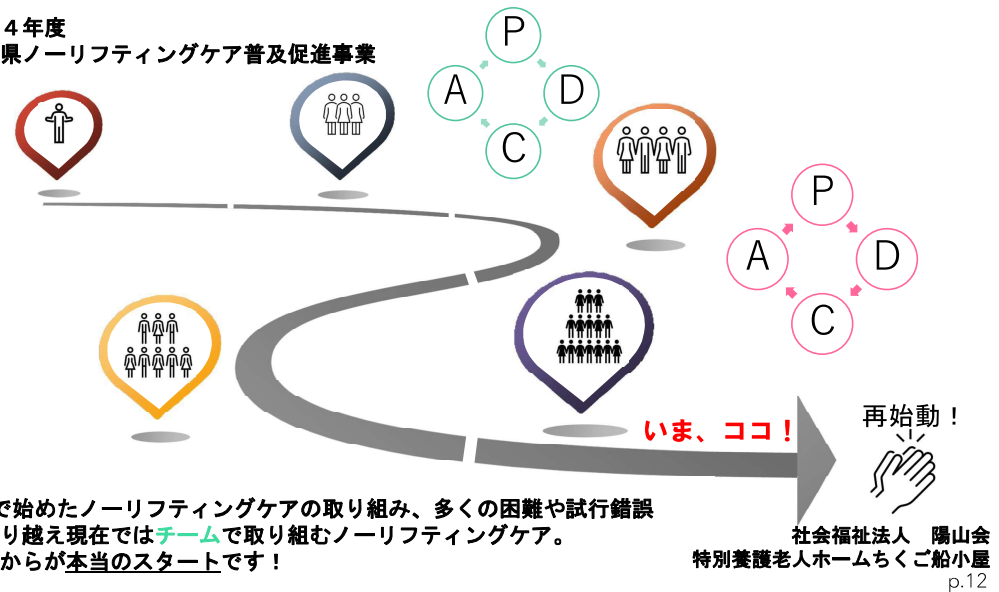 ４年度
県ノーリフティングケア普及促進事業
P
A
D
C
P
A
D
C
いま、ココ！
再始動！
で始めたノーリフティングケアの取り組み、多くの困難や試行錯誤
り越え現在ではチームで取り組むノーリフティングケア。
からが本当のスタートです！
社会福祉法人　陽山会
特別養護老人ホームちくご船小屋
p.12